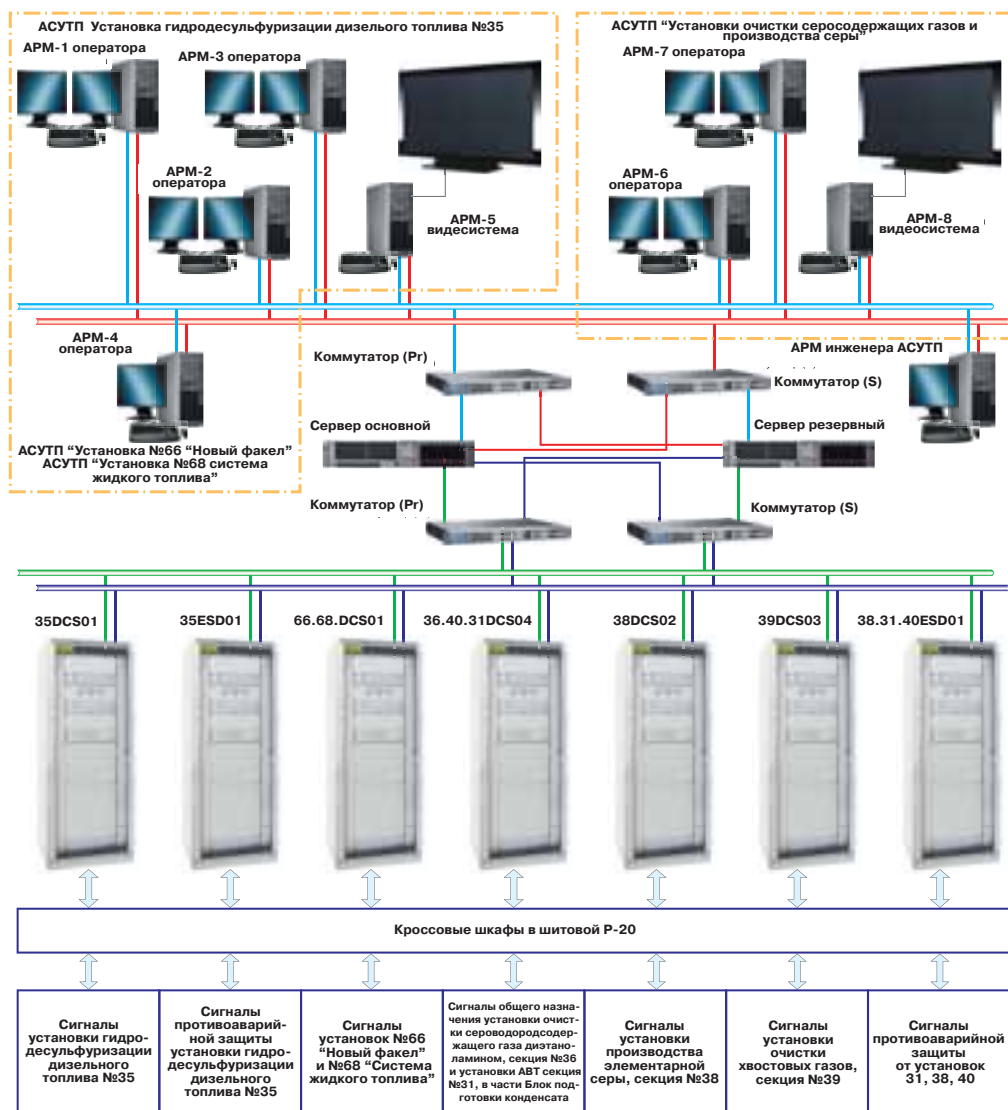 АСУТП Установка гидродесульфуризации дизелього топлива №35
АСУТП “Установки очистки серосодержащих газов и
производства серы”
АРМ-1 оператора
АРМ-3 оператора
АРМ-7 оператора
АРМ-2
оператора
АРМ-5
видесистема
АРМ-6
оператора
АРМ-8
видеосистема
АРМ-4
оператора
АСУТП “Установка №66 “Новый факел”
АСУТП “Установка №68 система
жидкого топлива”
Коммутатор (Pr)
Коммутатор (S)
АРМ инженера АСУТП
Сервер основной
Сервер резервный
Коммутатор (Pr)
Коммутатор (S)
35DCS01
35ESD01
66.68.DCS01
36.40.31DCS04
38DCS02
39DCS03
38.31.40ESD01
Кроссовые шкафы в шитовой Р-20
Сигналы
установки гидро-
десульфуризации
дизельного
топлива №35
Сигналы
противоаварий-
ной защиты
установки гидро-
десульфуризации
дизельного
топлива №35
Сигналы
установок №66
“Новый факел”
и №68 “Система
жидкого топлива”
Сигналы общего назна-
чения установки очист-
ки сероводородсодер-
жащего газа диэтано-
ламином, секция №36
и установки АВТ секция
№31, в части Блок под-
готовки конденсата
Сигналы
установки
производства
элементарной
серы, секция №38
Сигналы
установки
очистки
хвостовых газов,
секция №39
Сигналы
противоаварийной
защиты
от установок
31, 38, 40